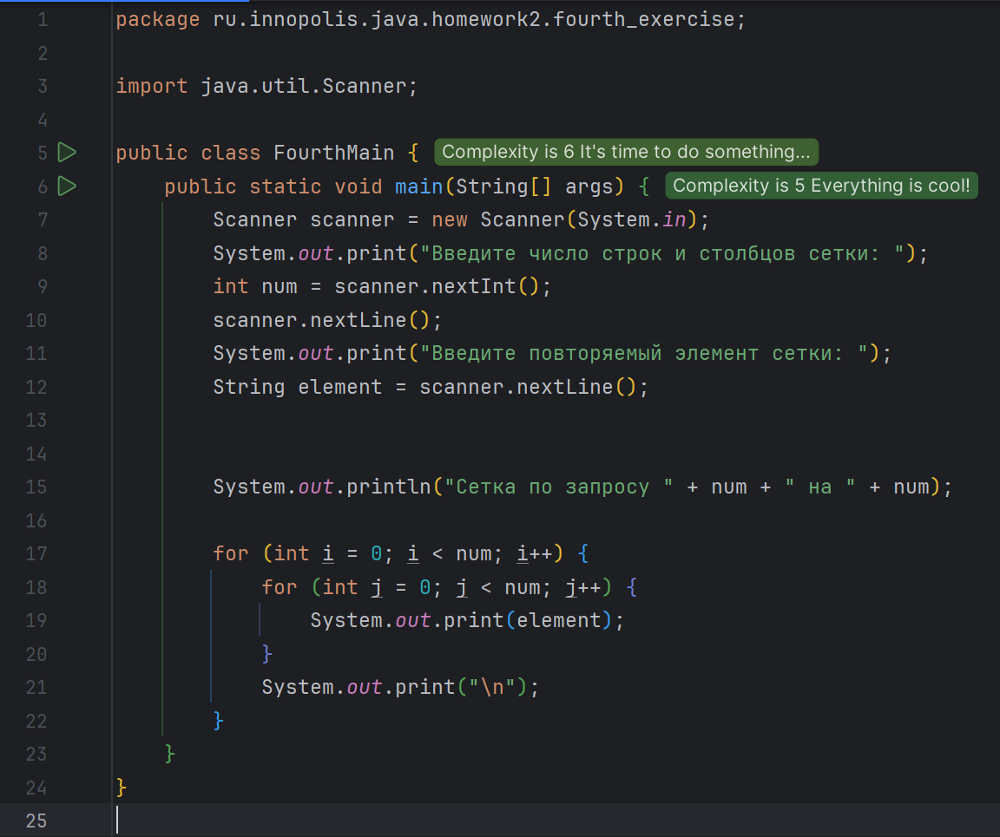 1 package ru.innopolis.java.homework2.fourth_exercise;
2
3 import java.util.Scanner;
4
5 public class FourthMain { Complexity is 6 It's time to do something...
6 public static void main(String[] args) { Complexity is 5 Everything is cool!
7 Scanner scanner = new Scanner(System.in);
8 System.out.print("Введите число строк и столбцов сетки: ");
9 int num = scanner.nextInt();
10 scanner.nextLine();
11 System.out.print("Введите повторяемый элемент сетки: ");
12 String element = scanner.nextLine();
13
14
15 System.out.println("Сетка по запросу " + num + " на " + num);
16
17 for (int i = 0; i < num; i++) {
18 for (int j = 0; j < num; j++) {
19 System.out.print(element);
20 }
21 System.out.print("\n");
22 }
23 }
24 }
25